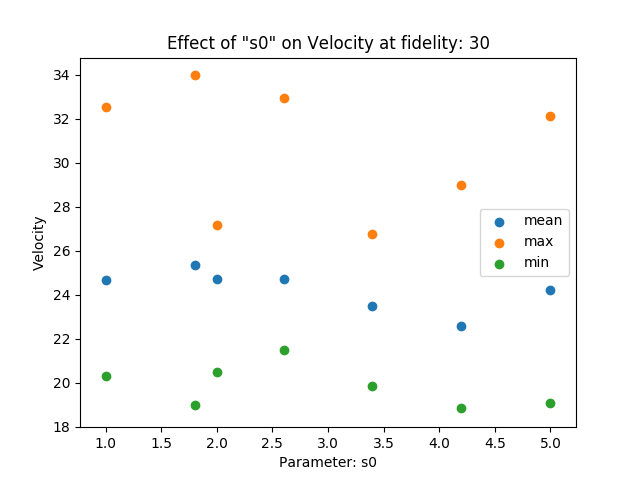 Effect of "s0" on Velocity at fidelity: 30
Velocity
34
32
30
28
26
24
22
20
18
mean
max
min
1.0 1.5 2.0 2.5 3.0 3.5 4.0 4.5 5.0
Parameter: s0